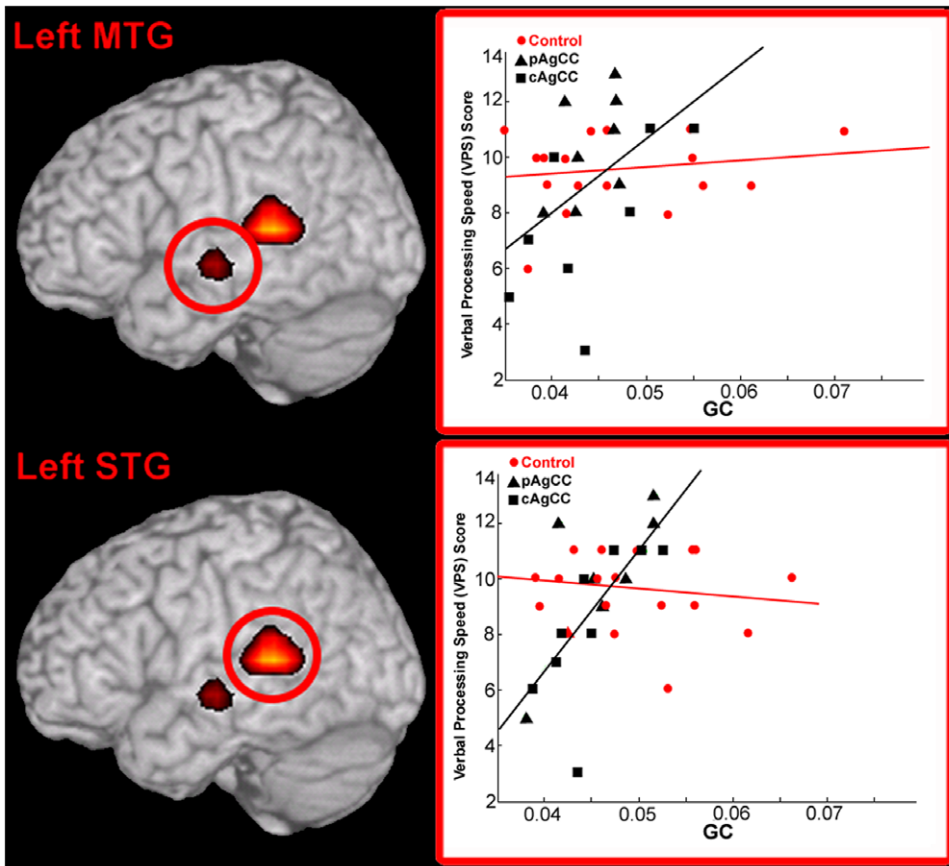 Left MTG
Control
pAgCC
cAgCC
Verbal Processing Speed (VPS) Score
14
12
10
8
6
4
2
0.04 0.05 0.06 0.07
GC
Left STG
Control
pAgCC
cAgCC
Verbal Processing Speed (VPS) Score
14
12
10
8
6
4
2
0.04 0.05 0.06 0.07
GC